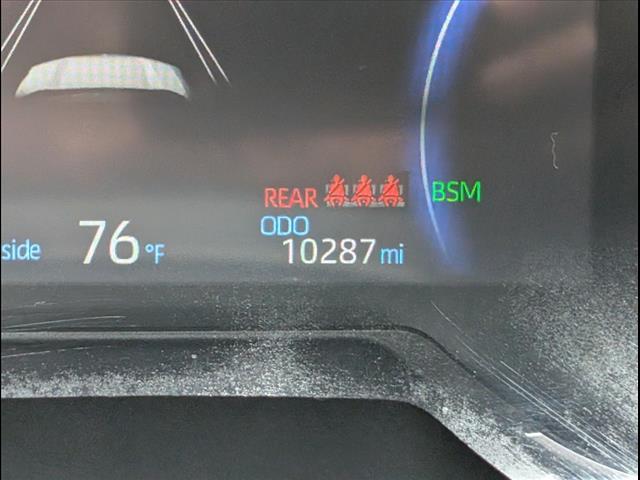 REAR BSM
ODO
side 76 °F 10287 mi